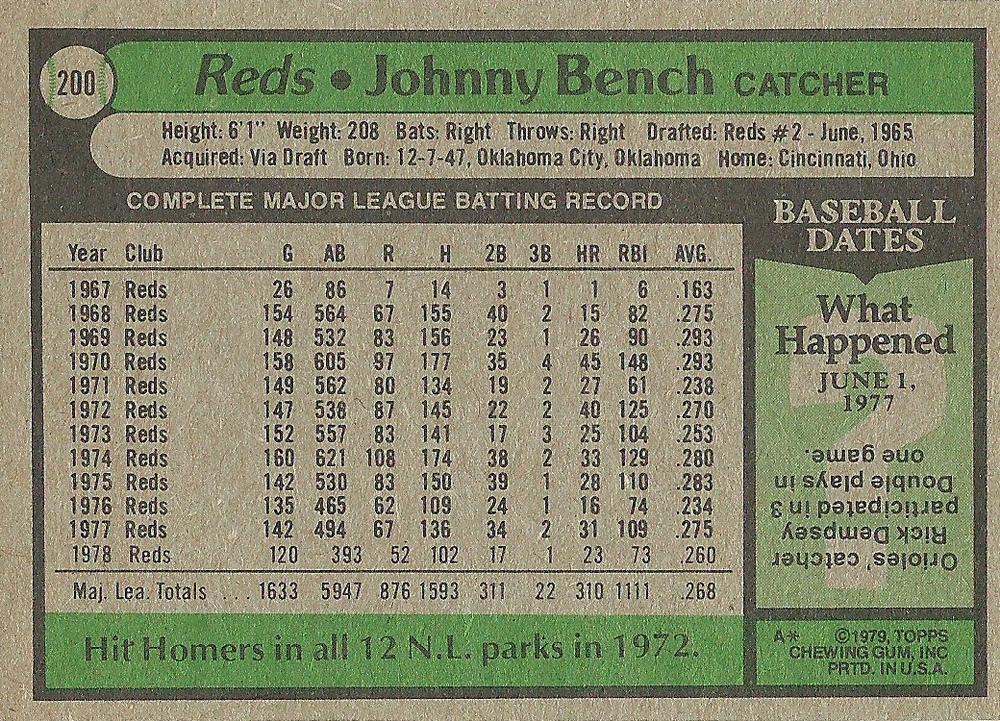 200
Reds • Johnny Bench CATCHER
Height: 6'1" Weight: 208 Bats: Right Throws: Right Drafted: Reds #2 - June, 1965
Acquired: Via Draft Born: 12-7-47, Oklahoma City, Oklahoma Home: Cincinnati, Ohio
COMPLETE MAJOR LEAGUE BATTING RECORD
Year Club G AB R H 2B 3B HR RBI AVG.
1967 Reds 26 86 7 14 3 1 1 6 .163
1968 Reds 154 564 67 155 40 2 15 82 .275
1969 Reds 148 532 83 156 23 1 26 90 .293
1970 Reds 158 605 97 177 35 4 45 148 .293
1971 Reds 149 562 80 134 19 2 27 61 .238
1972 Reds 147 538 87 145 22 2 40 125 .270
1973 Reds 152 557 83 141 17 3 25 104 .253
1974 Reds 160 621 108 174 38 2 33 129 .280
1975 Reds 142 530 83 150 39 1 28 110 .283
1976 Reds 135 465 62 109 24 1 16 74 .234
1977 Reds 142 494 67 136 34 2 31 109 .275
1978 Reds 120 393 52 102 17 1 23 73 .260
Maj. Lea. Totals ... 1633 5947 876 1593 311 22 310 1111 .268
Hit Homers in all 12 N.L. parks in 1972.
BASEBALL
DATES
What
Happened
JUNE 1,
1977
Orioles' catcher
Rick Dempsey
participated in 3
Double plays in
one game.
A* ©1979, TOPPS
CHEWING GUM, INC
PRTD. IN U.S.A.